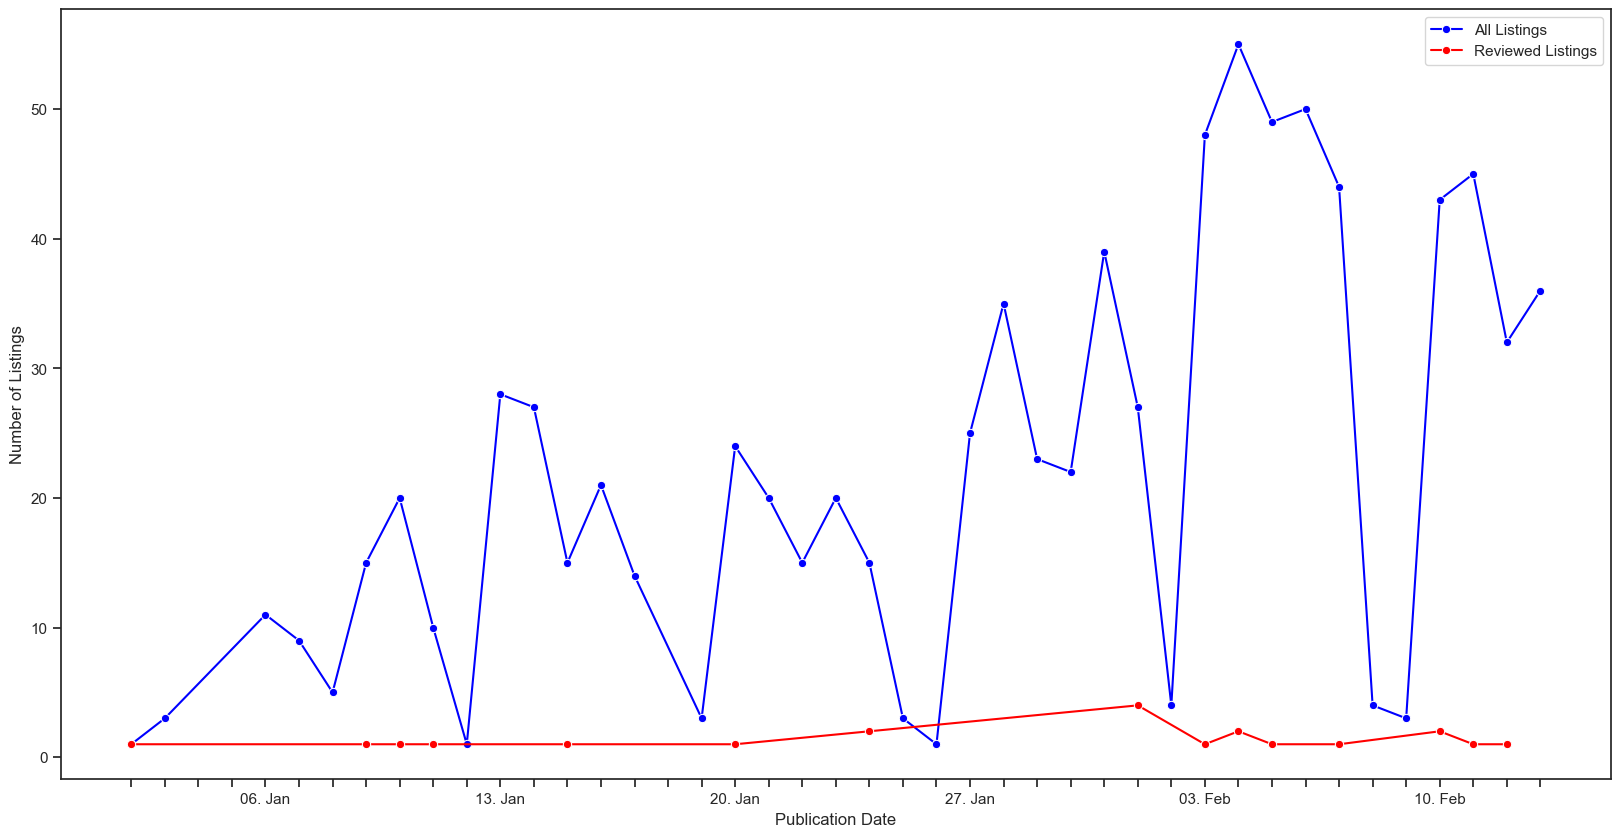 All Listings
Reviewed Listings
50
40
30
20
10
0
Number of Listings
06. Jan 13. Jan 20. Jan 27. Jan 03. Feb 10. Feb
Publication Date